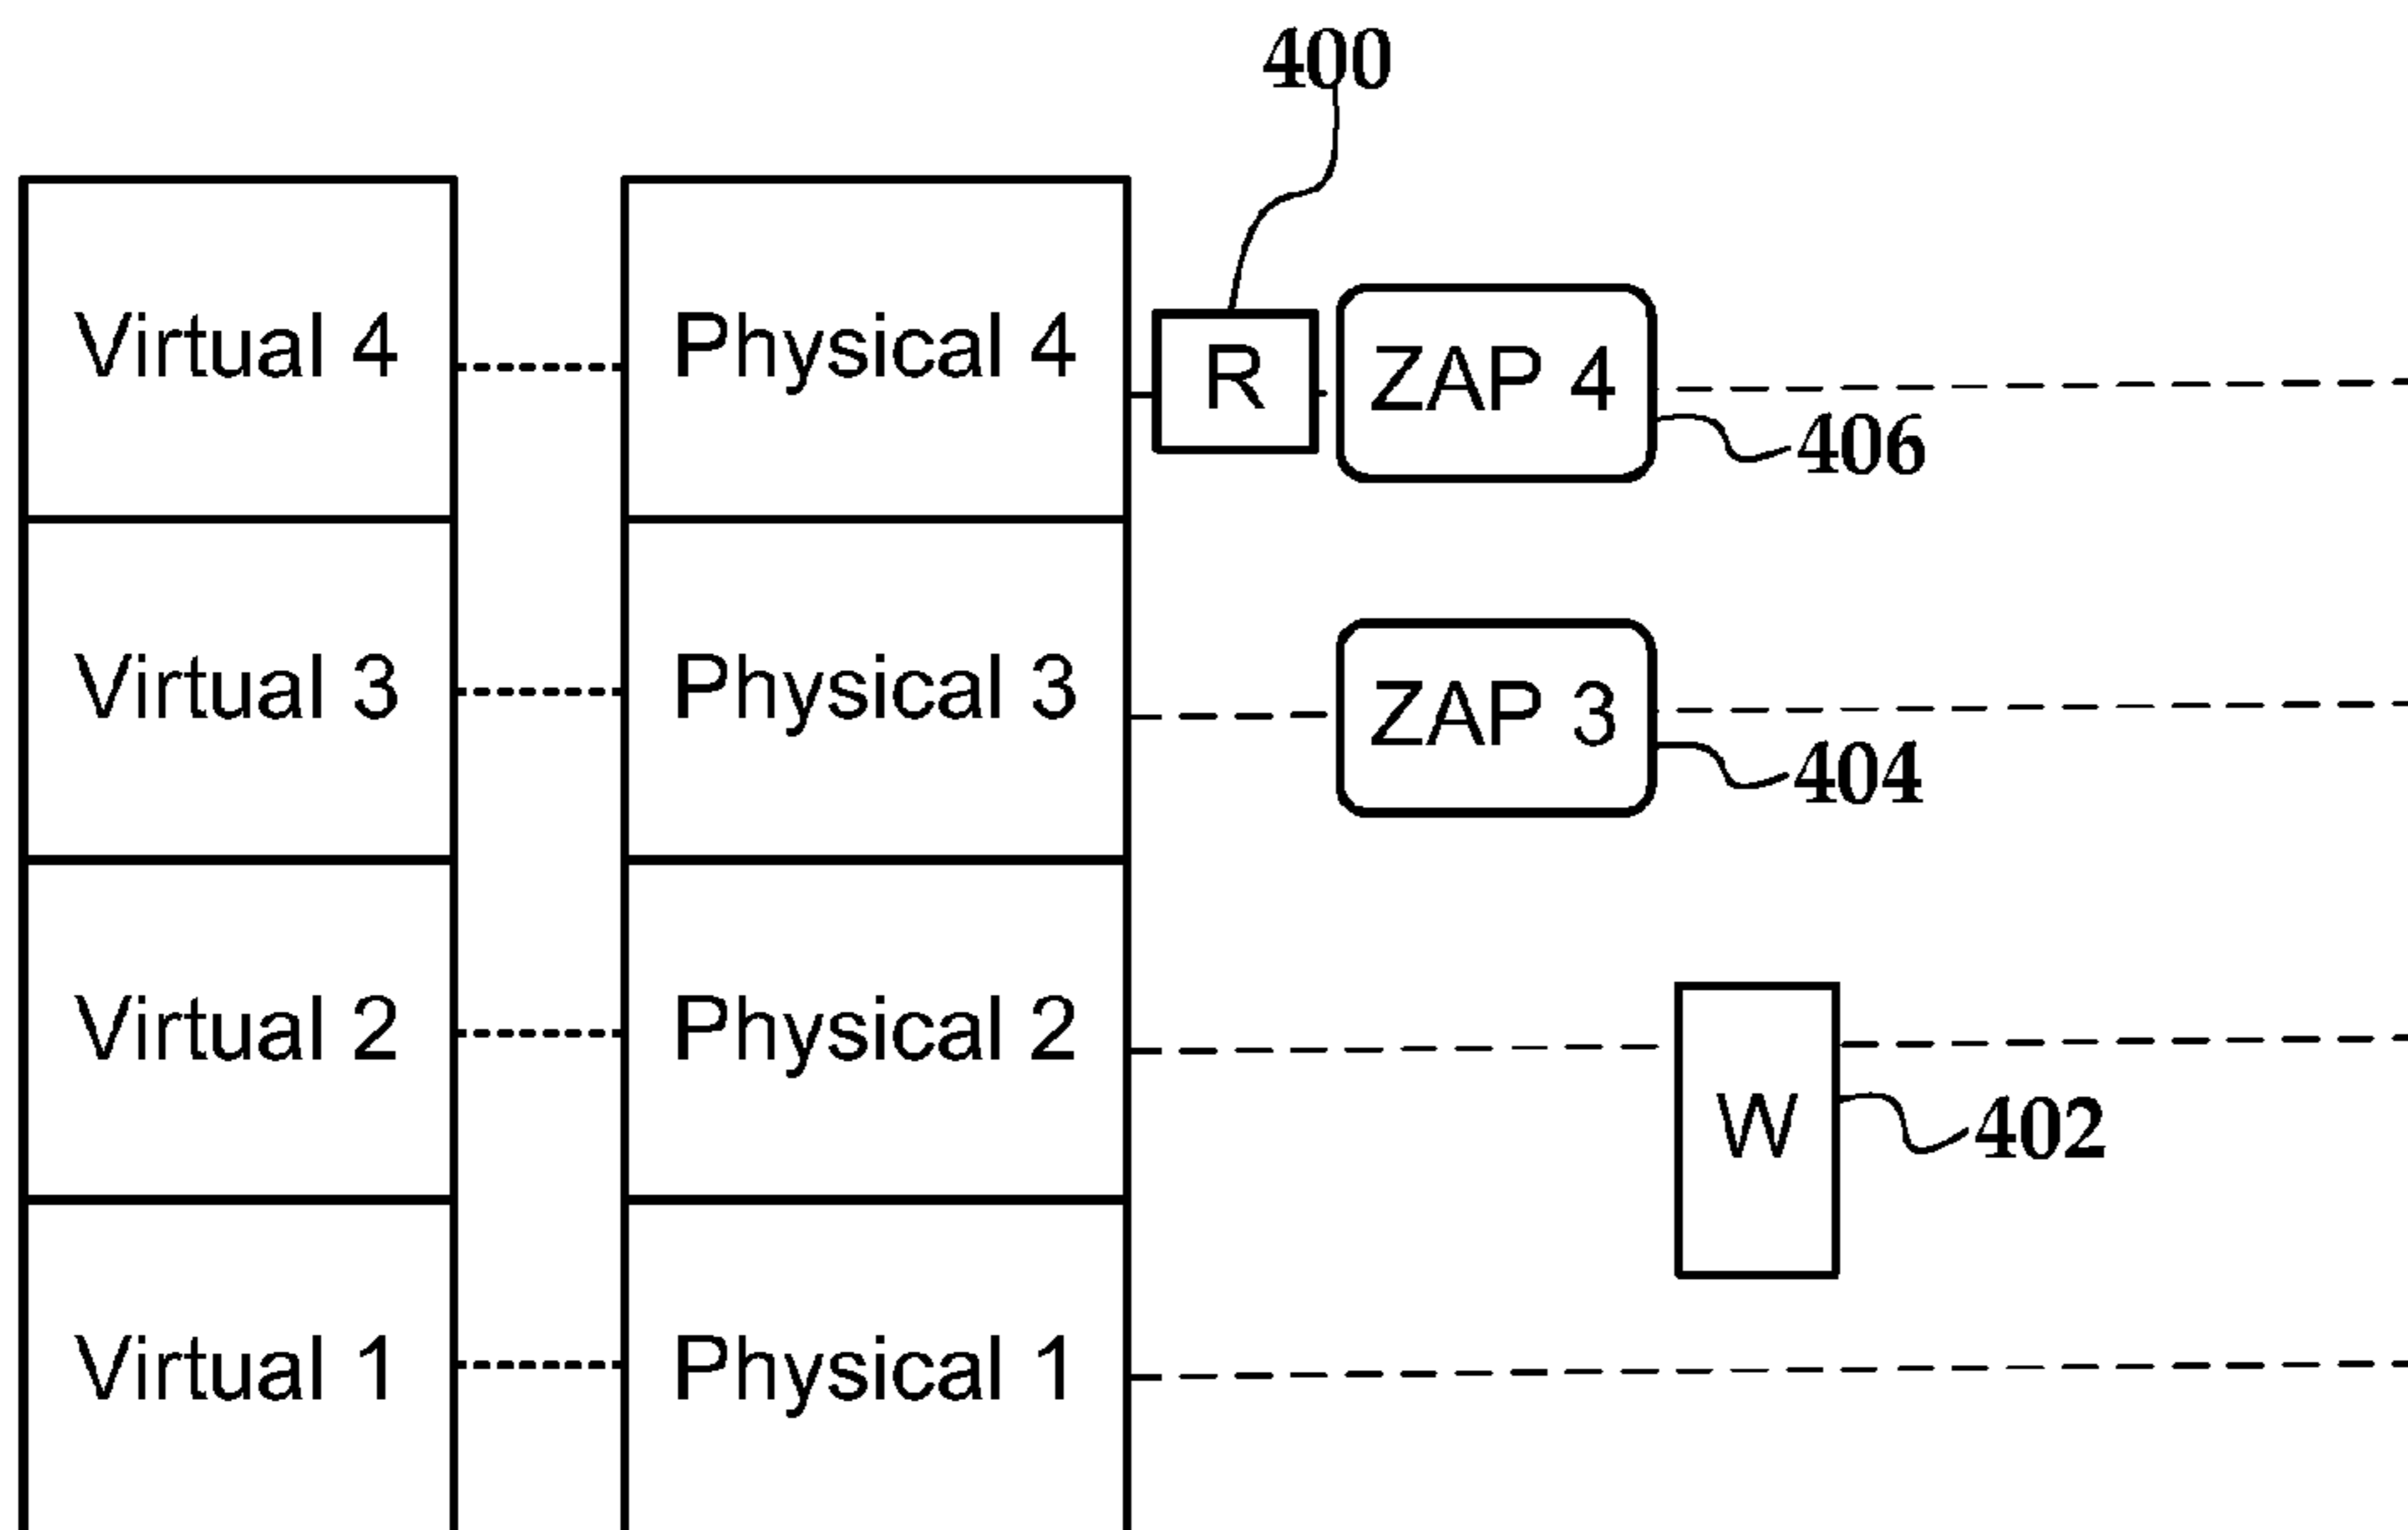 400
Virtual 4
Physical 4
R
ZAP 4
406
Virtual 3
Physical 3
ZAP 3
404
Virtual 2
Physical 2
W
402
Virtual 1
Physical 1